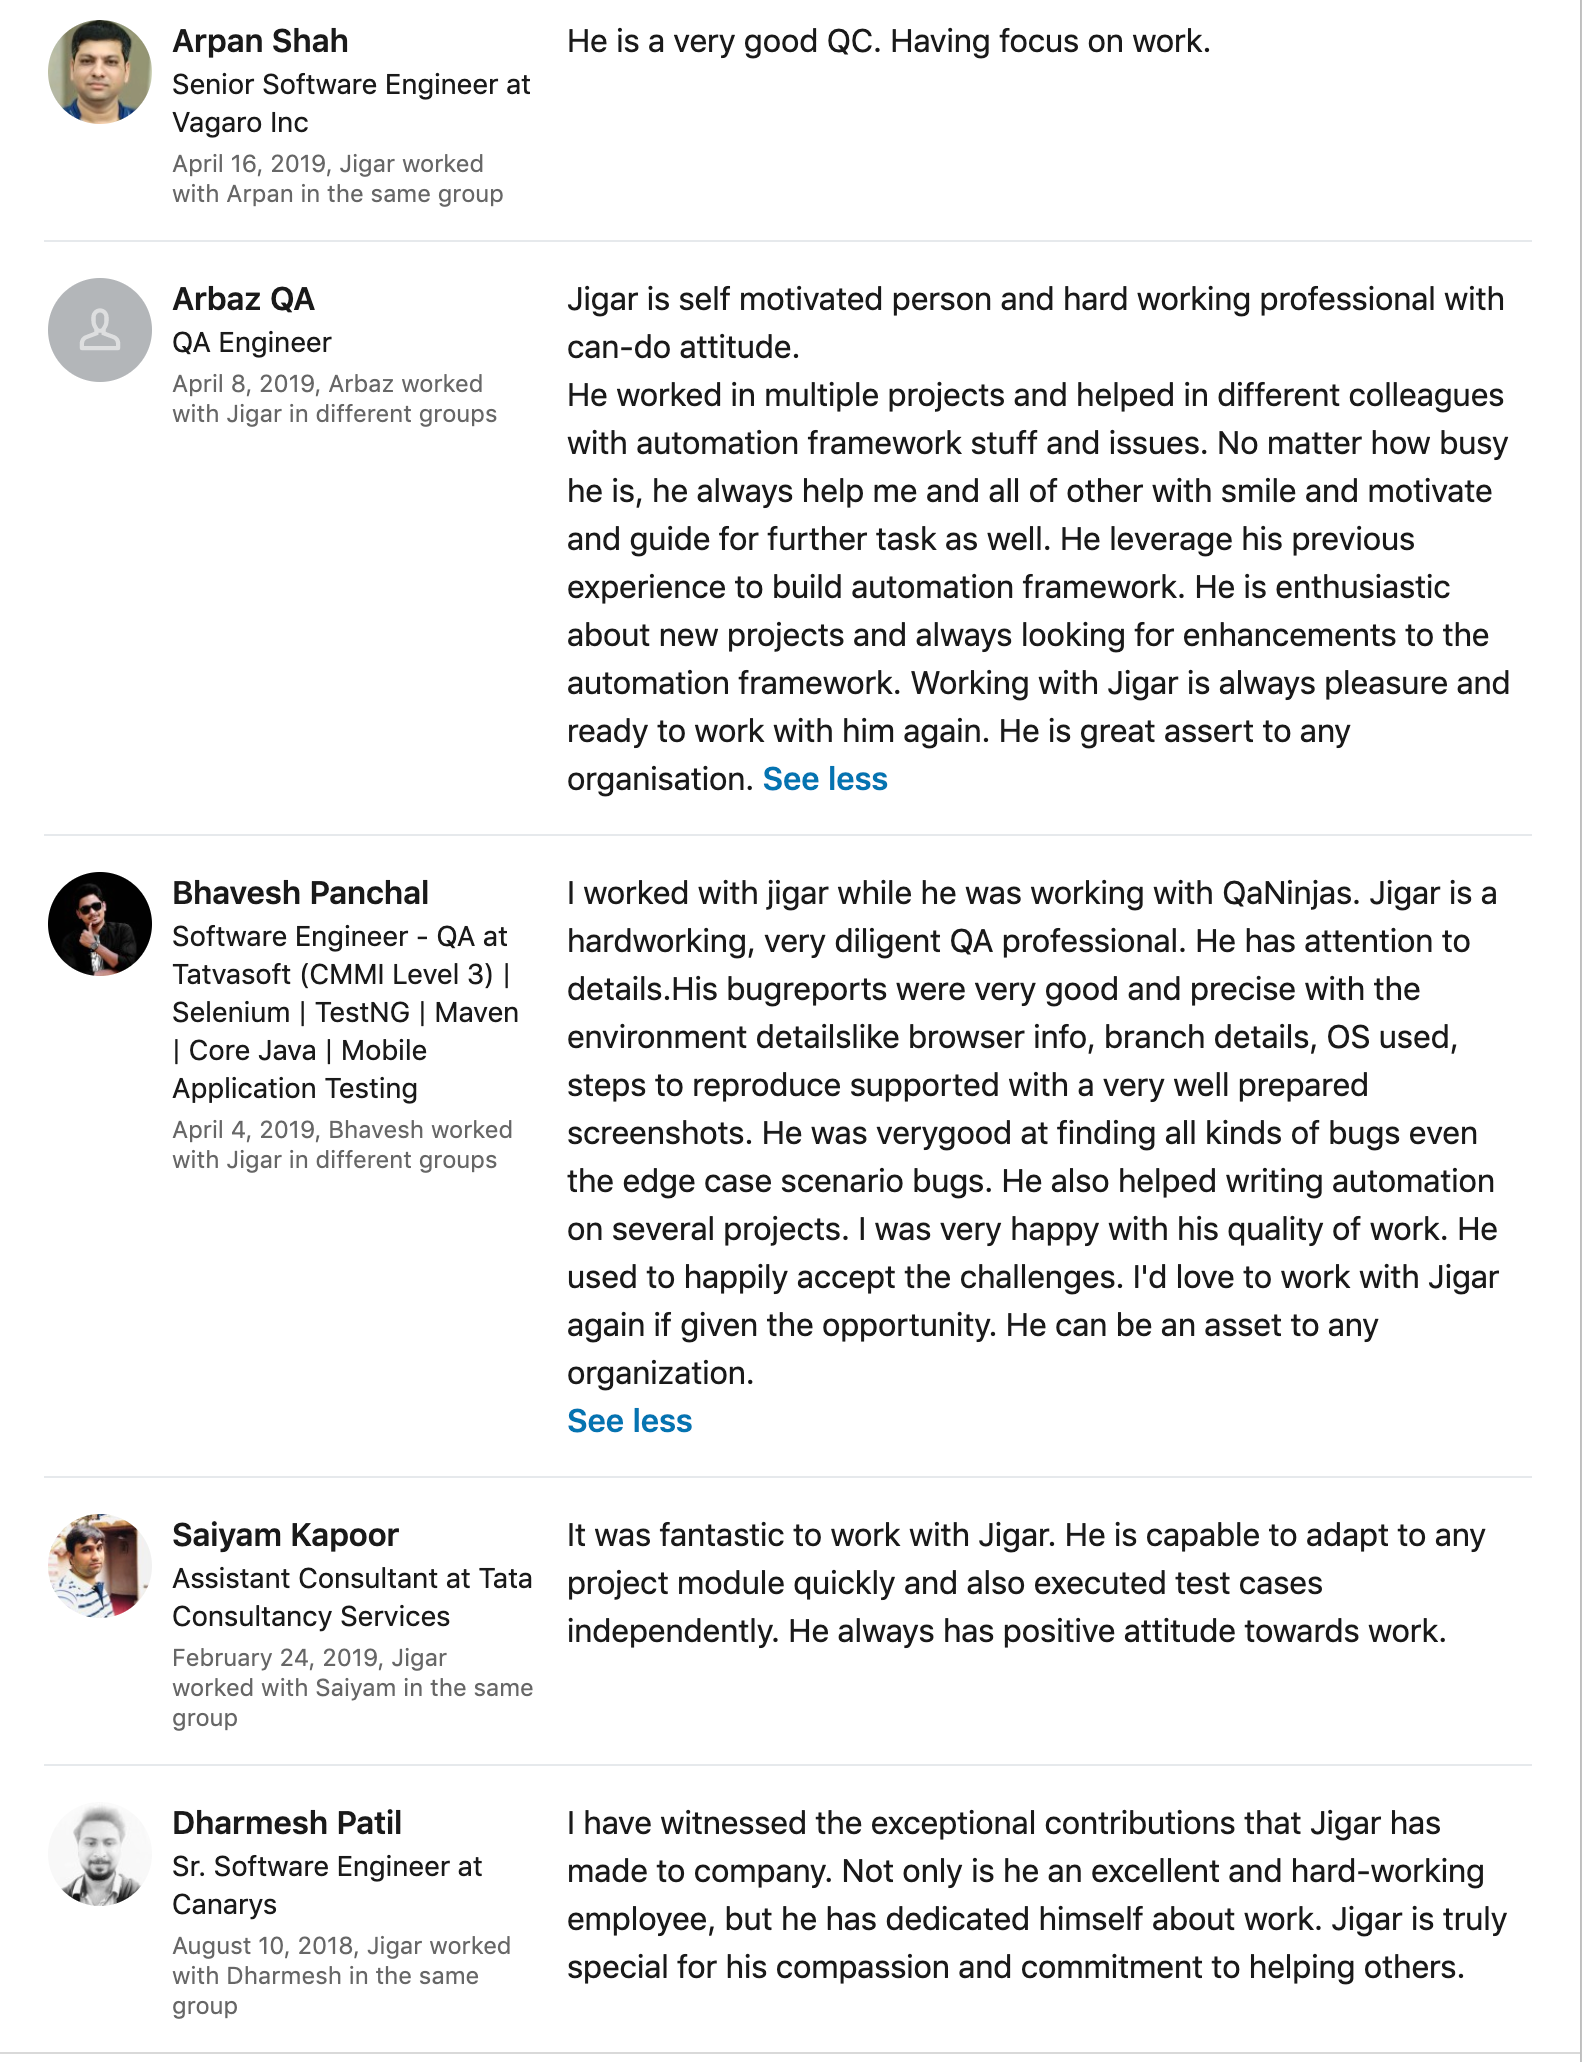 Arpan Shah
Senior Software Engineer at
Vagaro Inc
April 16, 2019, Jigar worked
with Arpan in the same group
He is a very good QC. Having focus on work.
Arbaz QA
QA Engineer
April 8, 2019, Arbaz worked
with Jigar in different groups
Jigar is self motivated person and hard working professional with
can-do attitude.
He worked in multiple projects and helped in different colleagues
with automation framework stuff and issues. No matter how busy
he is, he always help me and all of other with smile and motivate
and guide for further task as well. He leverage his previous
experience to build automation framework. He is enthusiastic
about new projects and always looking for enhancements to the
automation framework. Working with Jigar is always pleasure and
ready to work with him again. He is great assert to any
organisation. See less
Bhavesh Panchal
Software Engineer - QA at
Tatvasoft (CMMI Level 3) |
Selenium | TestNG | Maven
| Core Java | Mobile
Application Testing
April 4, 2019, Bhavesh worked
with Jigar in different groups
I worked with jigar while he was working with QaNinjas. Jigar is a
hardworking, very diligent QA professional. He has attention to
details.His bugreports were very good and precise with the
environment detailslike browser info, branch details, OS used,
steps to reproduce supported with a very well prepared
screenshots. He was verygood at finding all kinds of bugs even
the edge case scenario bugs. He also helped writing automation
on several projects. I was very happy with his quality of work. He
used to happily accept the challenges. I'd love to work with Jigar
again if given the opportunity. He can be an asset to any
organization.
See less
Saiyam Kapoor
Assistant Consultant at Tata
Consultancy Services
February 24, 2019, Jigar
worked with Saiyam in the same
group
It was fantastic to work with Jigar. He is capable to adapt to any
project module quickly and also executed test cases
independently. He always has positive attitude towards work.
Dharmesh Patil
Sr. Software Engineer at
Canarys
August 10, 2018, Jigar worked
with Dharmesh in the same
group
I have witnessed the exceptional contributions that Jigar has
made to company. Not only is he an excellent and hard-working
employee, but he has dedicated himself about work. Jigar is truly
special for his compassion and commitment to helping others.